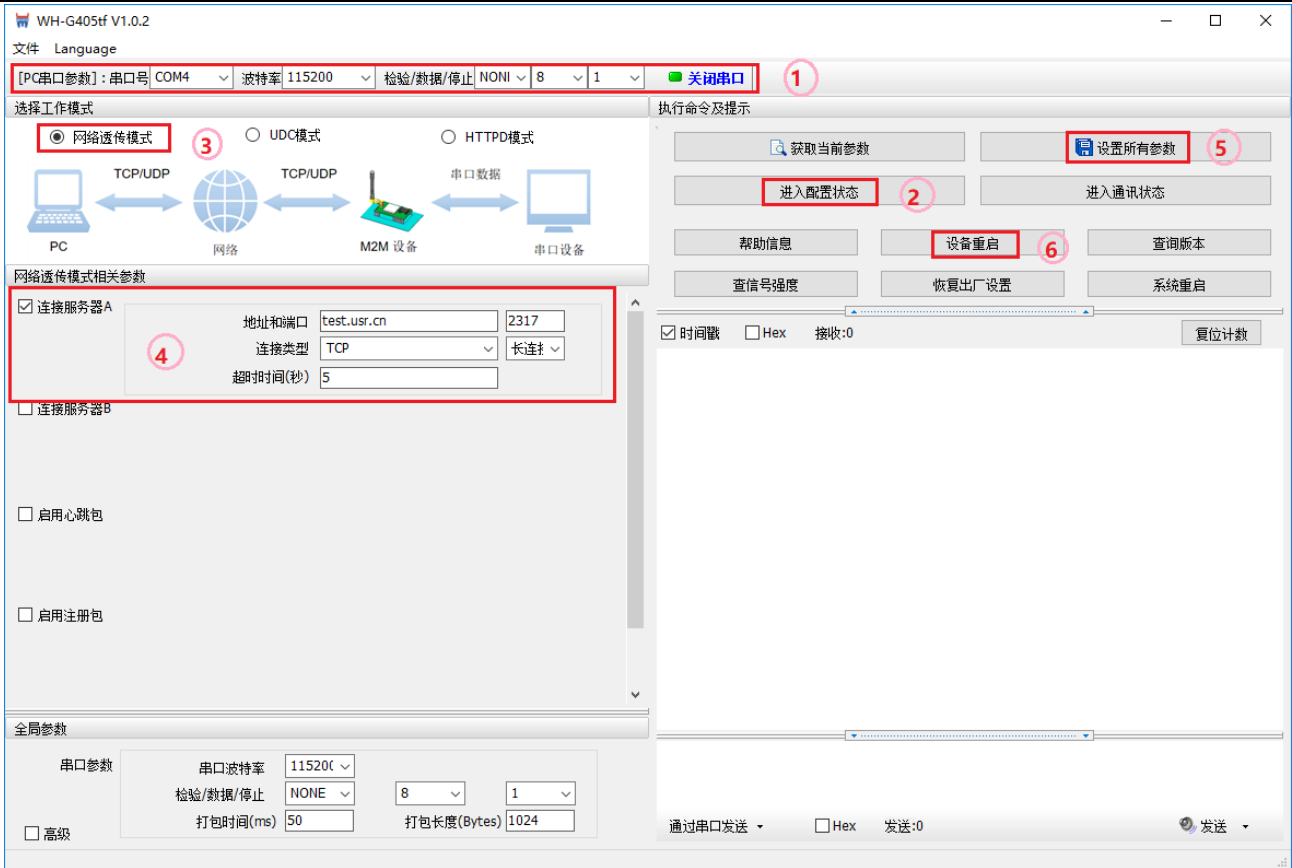 WH-G405tf V1.0.2
文件 Language
[PC串口参数]：串口号 COM4 波特率 115200 检验/数据/停止 NONI 8 1 关闭串口 1
选择工作模式
网络透传模式 3 UDC模式 HTTPD模式
TCP/UDP TCP/UDP 串口数据
PC 网络 M2M 设备 串口设备
网络透传模式相关参数
连接服务器A
地址和端口 test.usr.cn 2317
连接类型 TCP 长连接
超时时间(秒) 5
4
连接服务器B
启用心跳包
启用注册包
全局参数
串口参数 串口波特率 115200
检验/数据/停止 NONE 8 1
打包时间(ms) 50 打包长度(Bytes) 1024
高级
执行命令及提示
获取当前参数 设置所有参数 5
进入配置状态 2 进入通讯状态
帮助信息 设备重启 6 查询版本
查信号强度 恢复出厂设置 系统重启
时间戳 Hex 接收:0 复位计数
通过串口发送 Hex 发送:0 发送